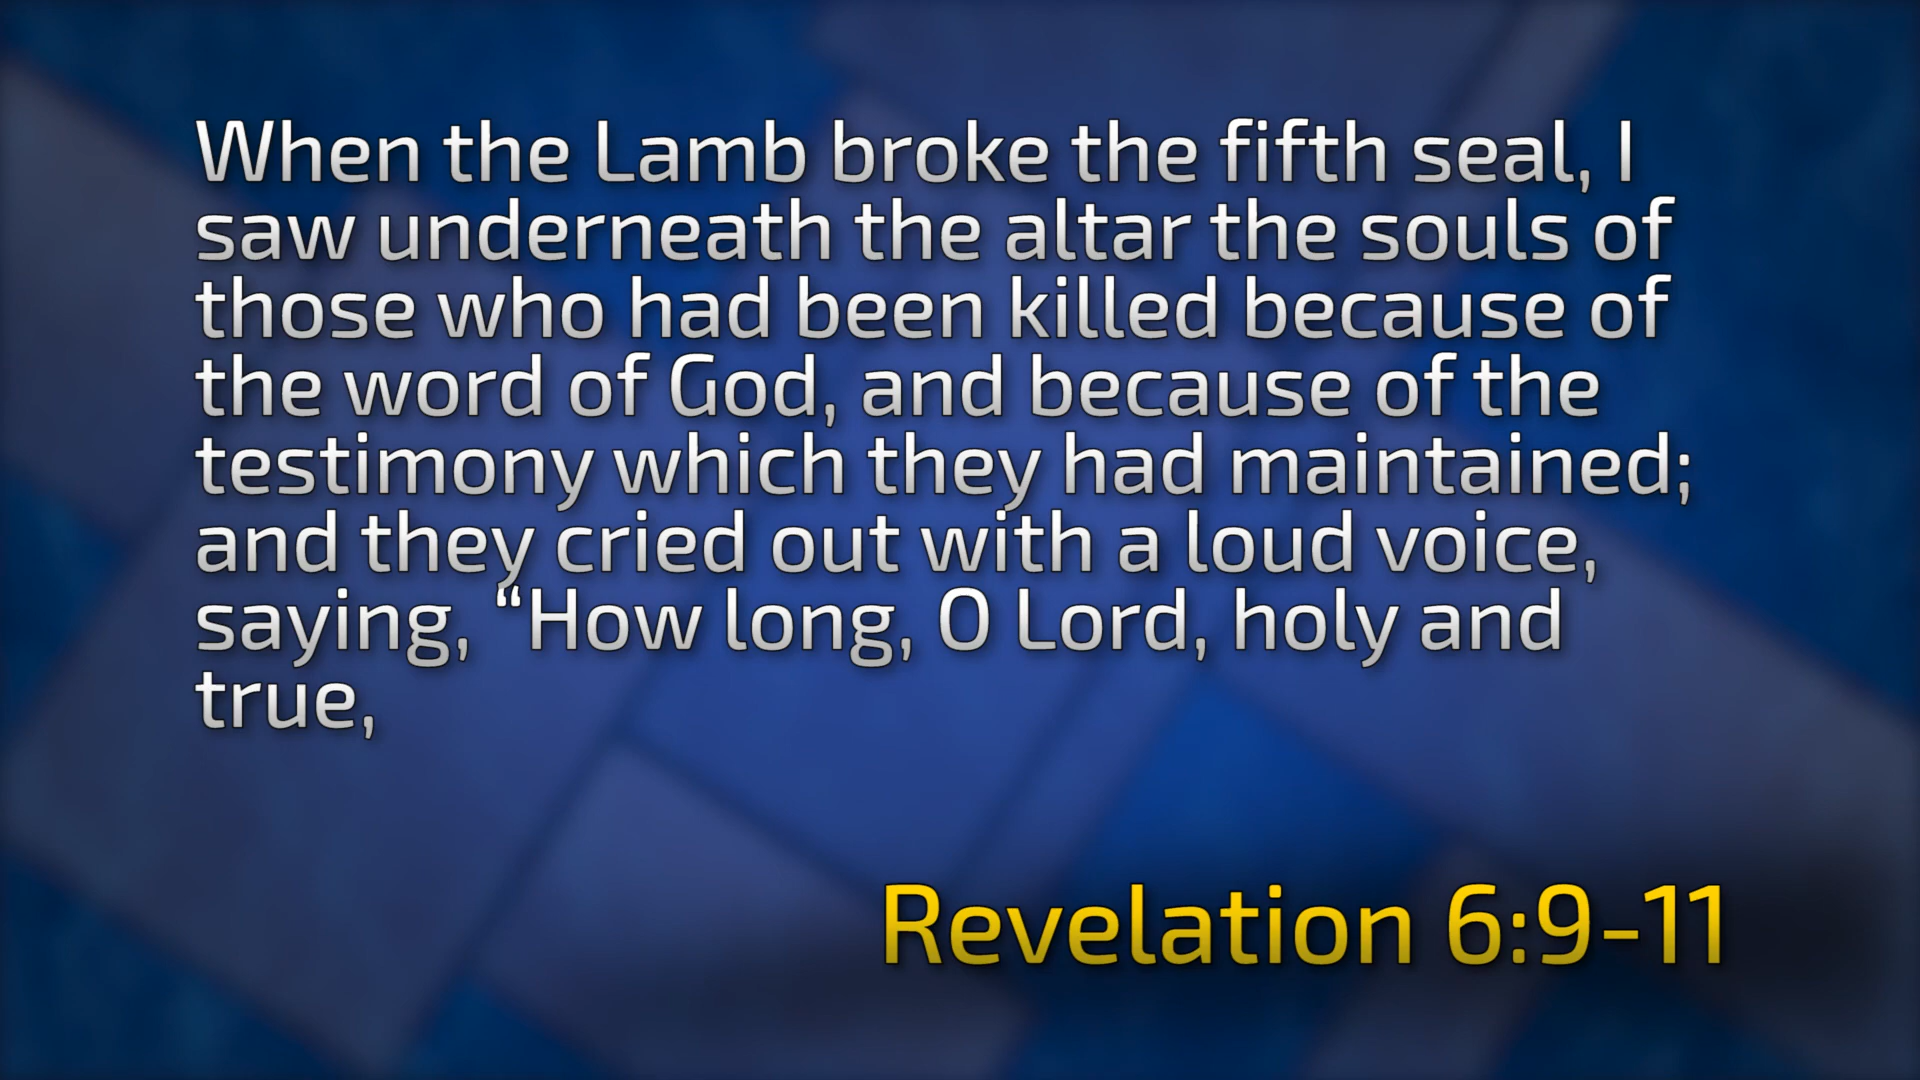 When the Lamb broke the fifth seal, I
saw underneath the altar the souls of
those who had been killed because of
the word of God, and because of the
testimony which they had maintained;
and they cried out with a loud voice,
saying, “How long, O Lord, holy and
true,
Revelation 6:9-11